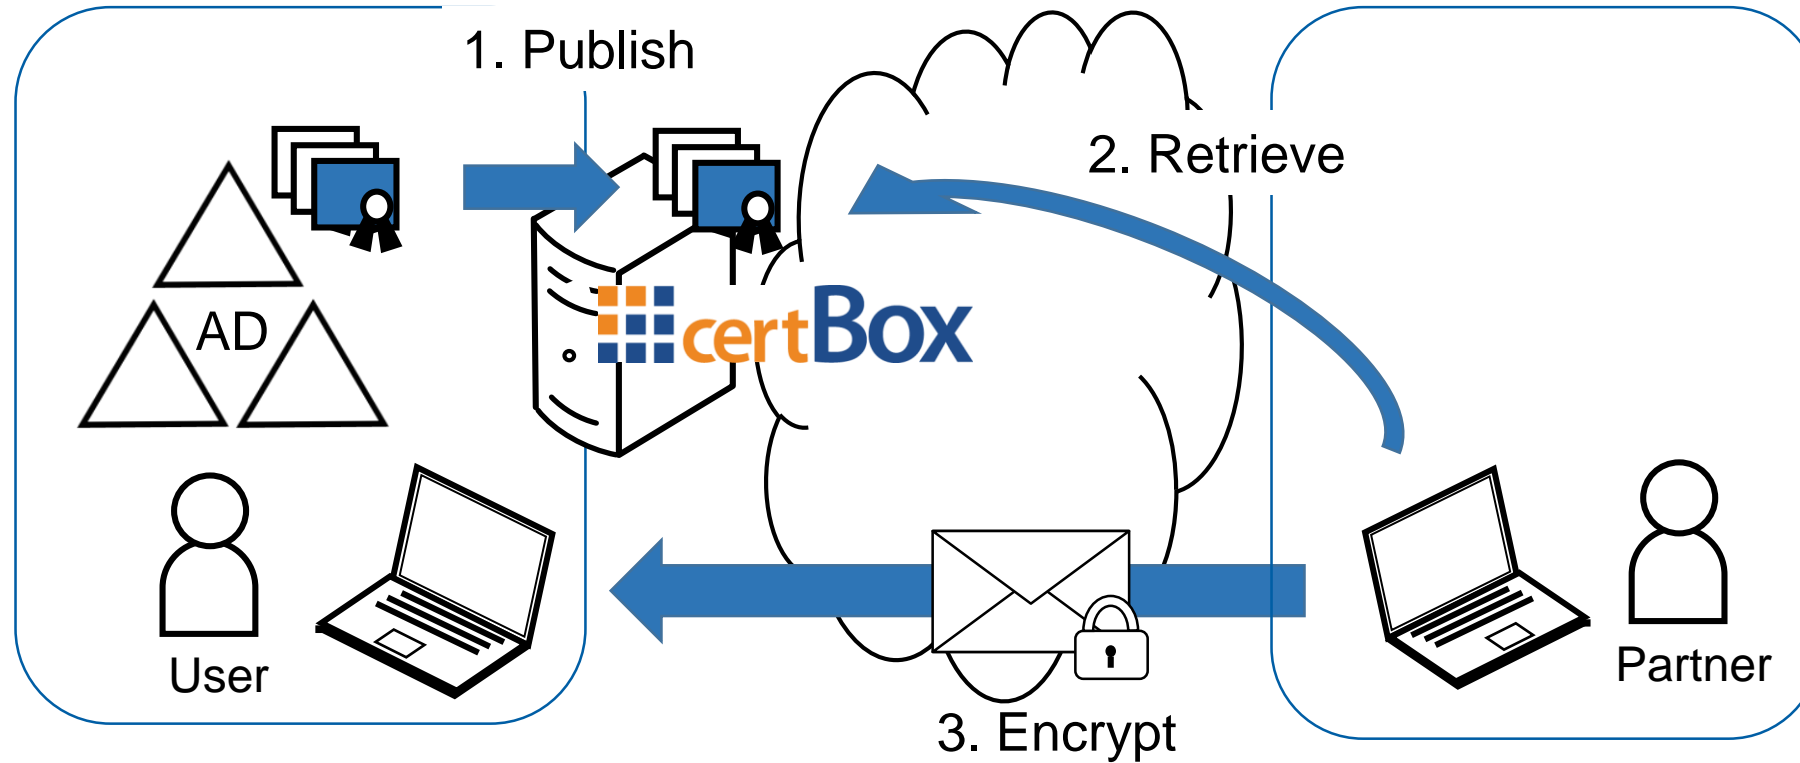 1. Publish
2. Retrieve
AD
certBox
User
Partner
3. Encrypt